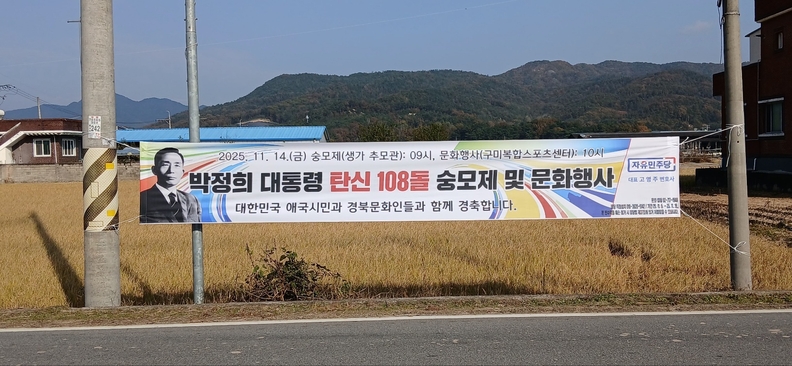 2025. 11. 14.(금) 숭모제(생가 추모관): 09시, 문화행사(구미복합스포츠센터): 10시
박정희 대통령 탄신 108돌 숭모제 및 문화행사
대한민국 애국시민과 경북문화인들과 함께 경축합니다.
자유민주당
대표 고 영 주 변호사